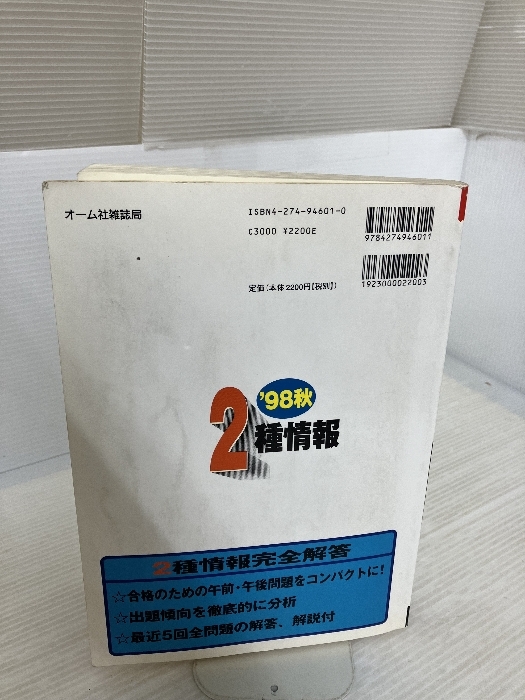 オーム社雑誌局
ISBN4-274-94601-0
C3000 ¥2200E
定価(本体2200円【税別】)
9784274946011
1923000022003
'98秋
2種情報
2種情報完全解答
☆合格のための午前・午後問題をコンパクトに!
☆出題傾向を徹底的に分析
☆最近5回全問題の解答、解説付